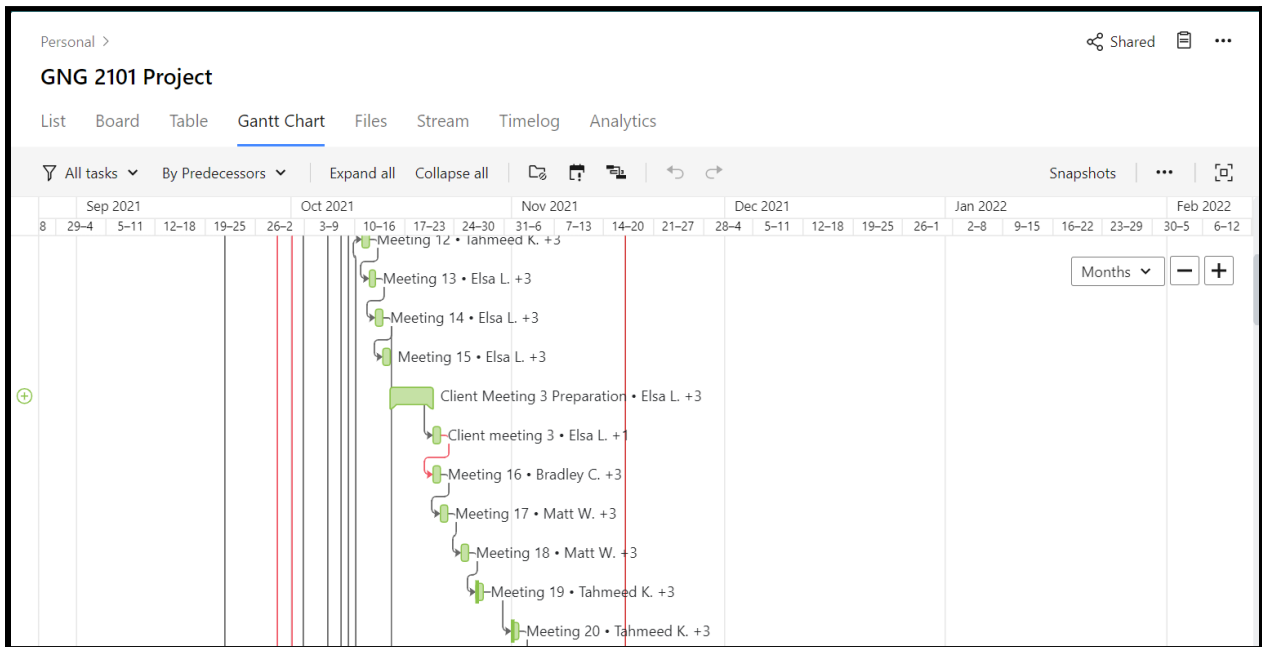 Personal >
Shared
GNG 2101 Project
List Board Table Gantt Chart Files Stream Timelog Analytics
All tasks By Predecessors Expand all Collapse all Snapshots
Sep 2021 Oct 2021 Nov 2021 Dec 2021 Jan 2022 Feb 2022
8 29–4 5–11 12–18 19–25 26–2 3–9 10–16 17–23 24–30 31–6 7–13 14–20 21–27 28–4 5–11 12–18 19–25 26–1 2–8 9–15 16–22 23–29 30–5 6–12
Meeting 12 • Tahmeed K. +3
Months
Meeting 13 • Elsa L. +3
Meeting 14 • Elsa L. +3
Meeting 15 • Elsa L. +3
Client Meeting 3 Preparation • Elsa L. +3
Client meeting 3 • Elsa L. +1
Meeting 16 • Bradley C. +3
Meeting 17 • Matt W. +3
Meeting 18 • Matt W. +3
Meeting 19 • Tahmeed K. +3
Meeting 20 • Tahmeed K. +3